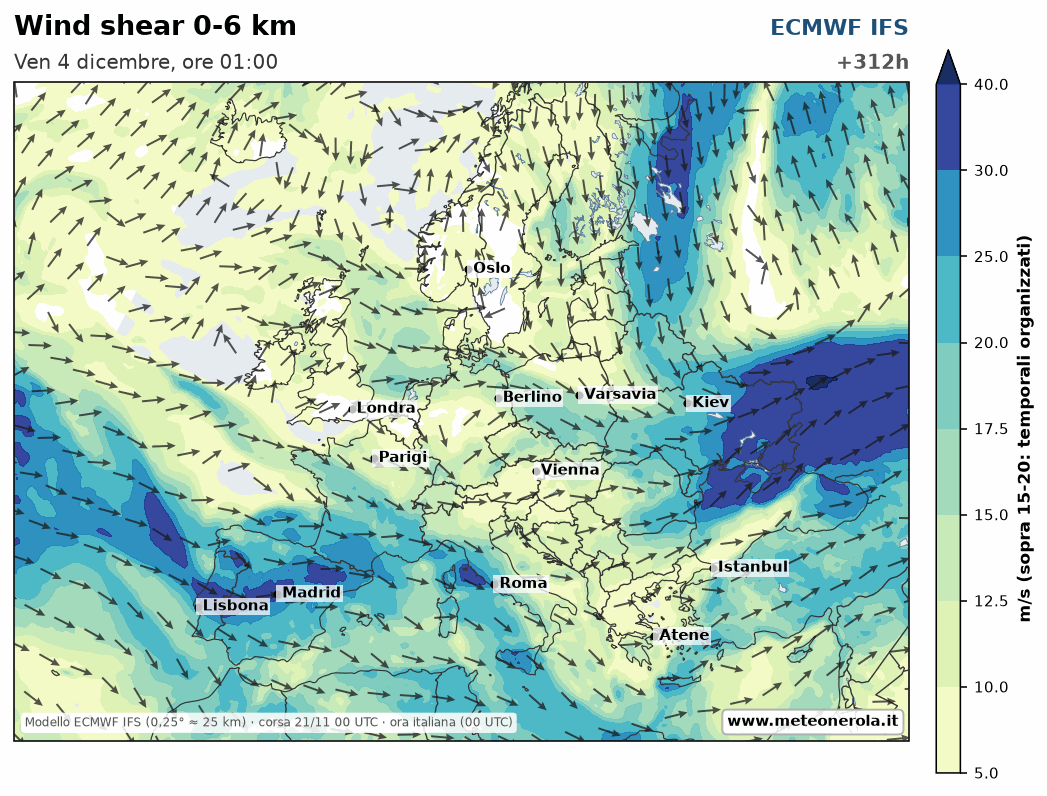 Wind shear 0-6 km
ECMWF IFS
Ven 4 dicembre, ore 01:00
+312h
40.0
30.0
25.0
20.0
17.5
15.0
12.5
10.0
5.0
m/s (sopra 15-20: temporali organizzati)
Oslo
Berlino
Varsavia
Kiev
Londra
Parigi
Vienna
Istanbul
Roma
Madrid
Lisbona
Atene
Modello ECMWF IFS (0,25° ≈ 25 km) · corsa 21/11 00 UTC · ora italiana (00 UTC)
www.meteonerola.it